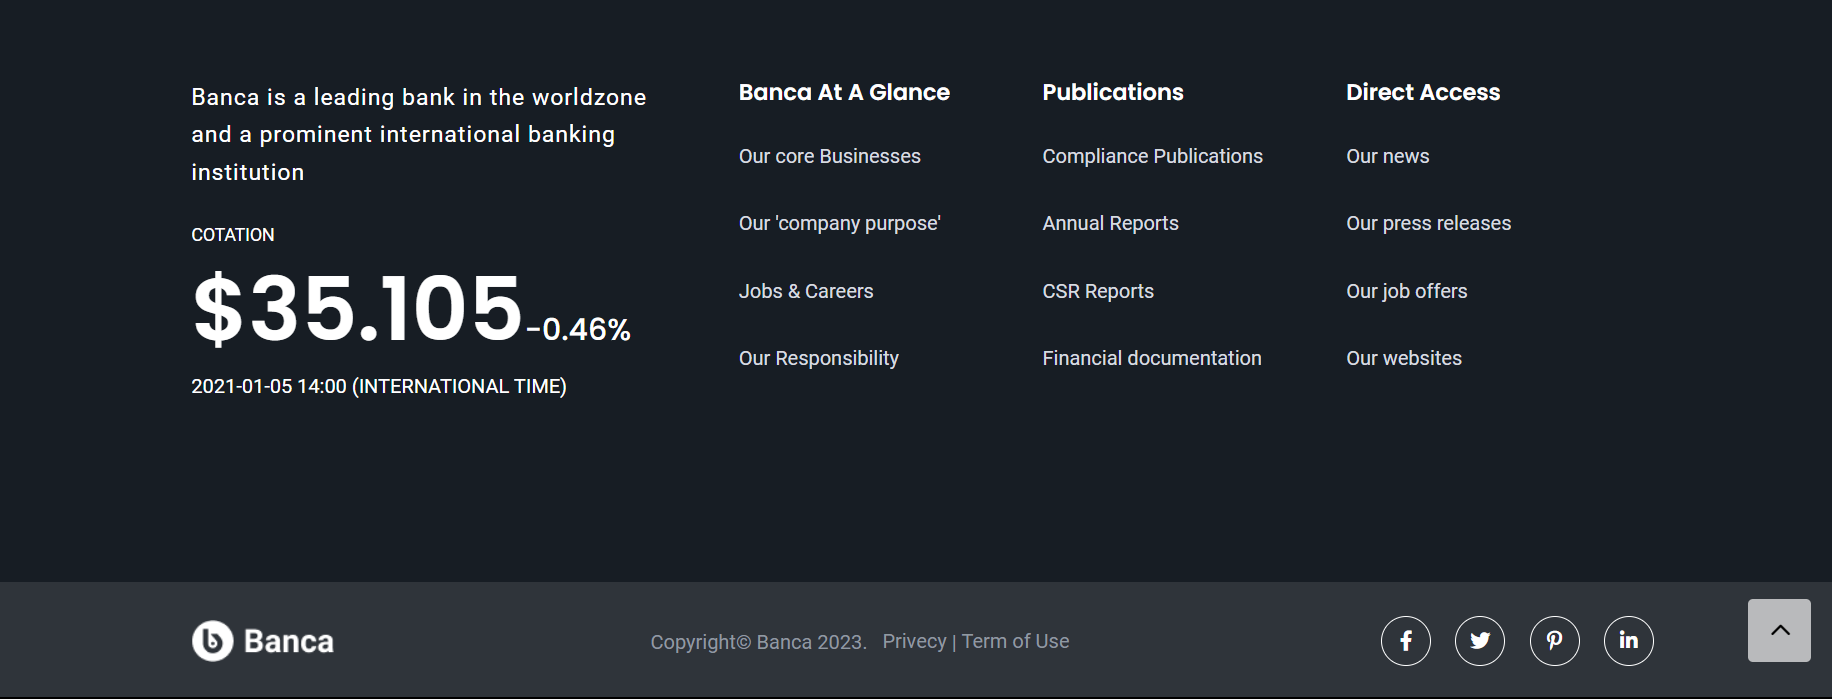 Banca is a leading bank in the worldzone
and a prominent international banking
institution
COTATION
$35.105 -0.46%
2021-01-05 14:00 (INTERNATIONAL TIME)
Banca At A Glance
Our core Businesses
Our 'company purpose'
Jobs & Careers
Our Responsibility
Publications
Compliance Publications
Annual Reports
CSR Reports
Financial documentation
Direct Access
Our news
Our press releases
Our job offers
Our websites
Banca
Copyright© Banca 2023. Privecy | Term of Use